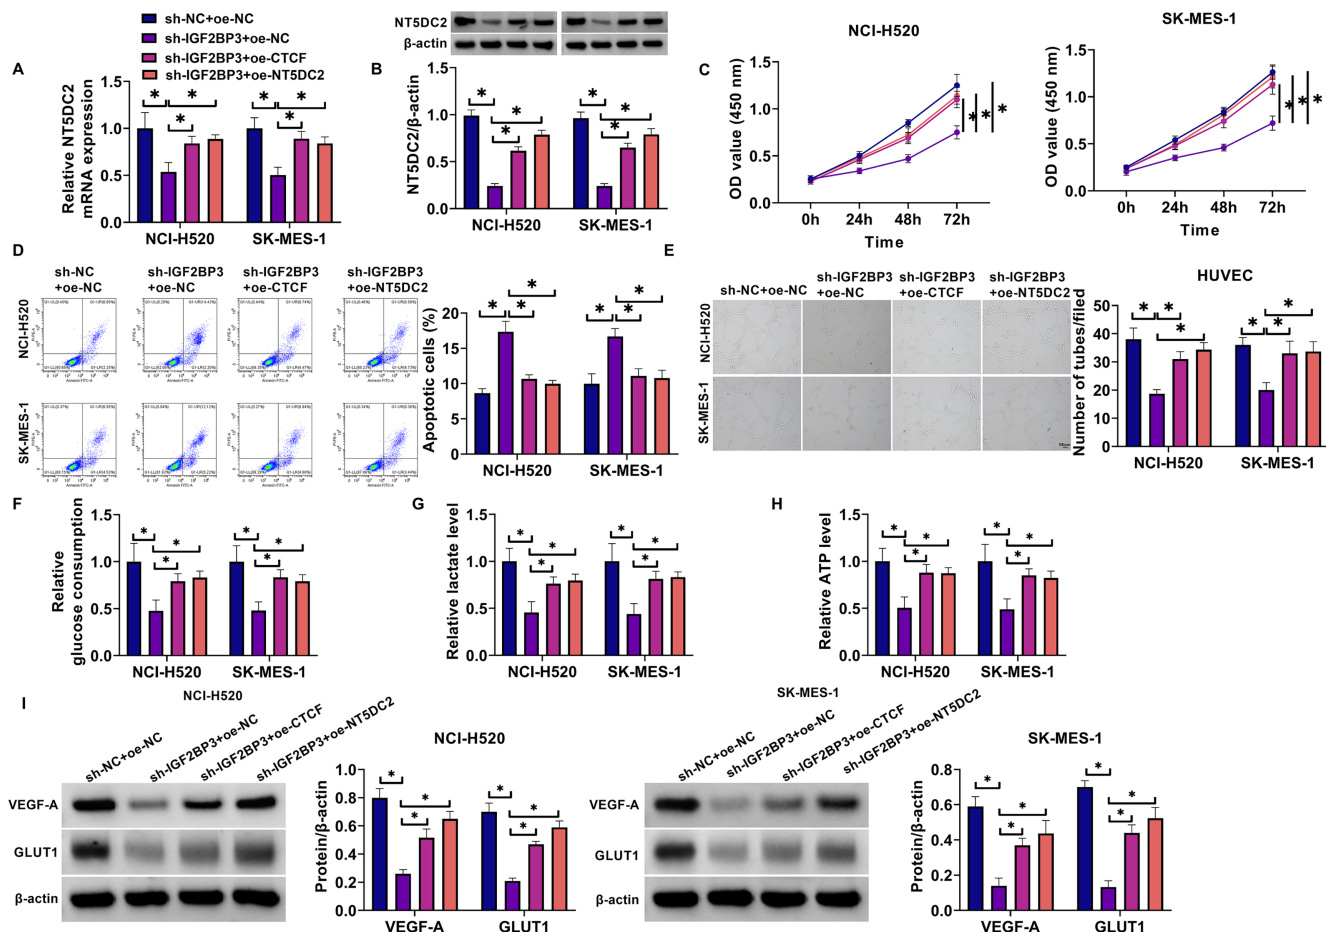 sh-NC+oe-NC
sh-IGF2BP3+oe-NC
sh-IGF2BP3+oe-CTCF
sh-IGF2BP3+oe-NT5DC2
A
Relative NT5DC2
mRNA expression
1.5
1.0
0.5
0.0
* * * * * *
NCI-H520 SK-MES-1
B
NT5DC2
β-actin
NT5DC2/β-actin
1.5
1.0
0.5
0.0
* * * * * *
NCI-H520 SK-MES-1
C
NCI-H520
OD value (450 nm)
1.5
1.0
0.5
0.0
* * *
0h 24h 48h 72h
Time
SK-MES-1
OD value (450 nm)
1.5
1.0
0.5
0.0
* * *
0h 24h 48h 72h
Time
D
sh-NC
+oe-NC
sh-IGF2BP3
+oe-NC
sh-IGF2BP3
+oe-CTCF
sh-IGF2BP3
+oe-NT5DC2
NCI-H520
SK-MES-1
Apoptotic cells (%)
20
15
10
5
0
* * * * * *
NCI-H520 SK-MES-1
E
sh-NC+oe-NC
sh-IGF2BP3
+oe-NC
sh-IGF2BP3
+oe-CTCF
sh-IGF2BP3
+oe-NT5DC2
NCI-H520
SK-MES-1
HUVEC
Number of tubes/filed
50
40
30
20
10
0
* * * * * *
NCI-H520 SK-MES-1
F
Relative
glucose consumption
1.5
1.0
0.5
0.0
* * * * * *
NCI-H520 SK-MES-1
G
Relative lactate level
1.5
1.0
0.5
0.0
* * * * * *
NCI-H520 SK-MES-1
H
Relative ATP level
1.5
1.0
0.5
0.0
* * * * * *
NCI-H520 SK-MES-1
I
NCI-H520
sh-NC+oe-NC
sh-IGF2BP3+oe-NC
sh-IGF2BP3+oe-CTCF
sh-IGF2BP3+oe-NT5DC2
VEGF-A
GLUT1
β-actin
NCI-H520
Protein/β-actin
1.0
0.8
0.6
0.4
0.2
0.0
* * * * * *
VEGF-A GLUT1
SK-MES-1
sh-NC+oe-NC
sh-IGF2BP3+oe-NC
sh-IGF2BP3+oe-CTCF
sh-IGF2BP3+oe-NT5DC2
VEGF-A
GLUT1
β-actin
SK-MES-1
Protein/β-actin
0.9
0.6
0.3
0.0
* * * * * *
VEGF-A GLUT1